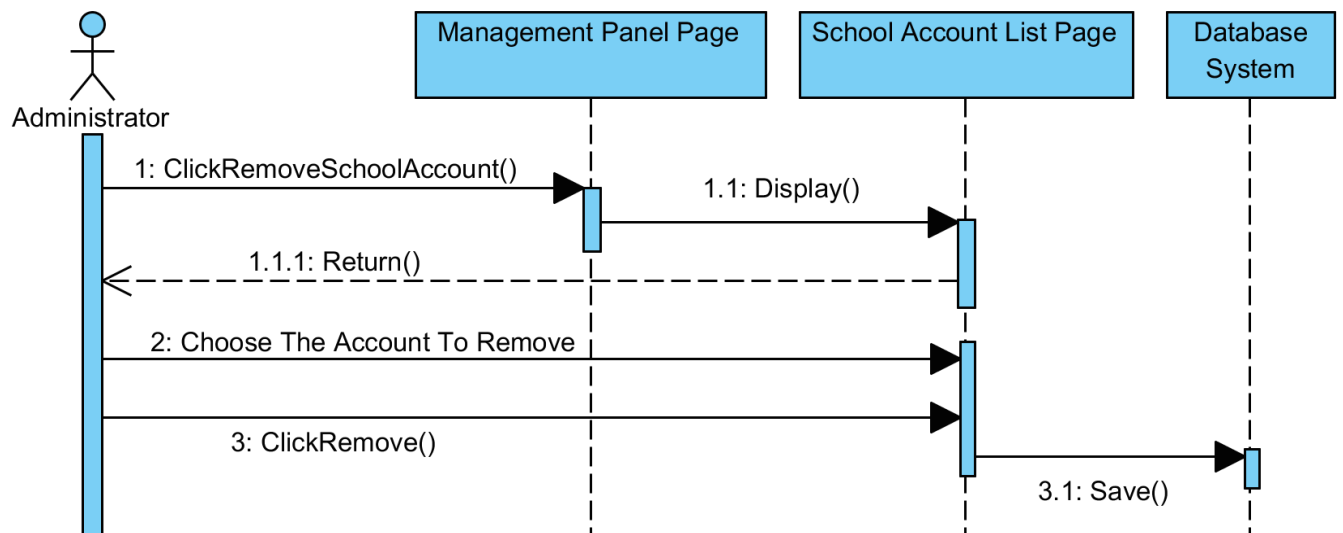 Management Panel Page
School Account List Page
Database
System
Administrator
1: ClickRemoveSchoolAccount()
1.1: Display()
1.1.1: Return()
2: Choose The Account To Remove
3: ClickRemove()
3.1: Save()